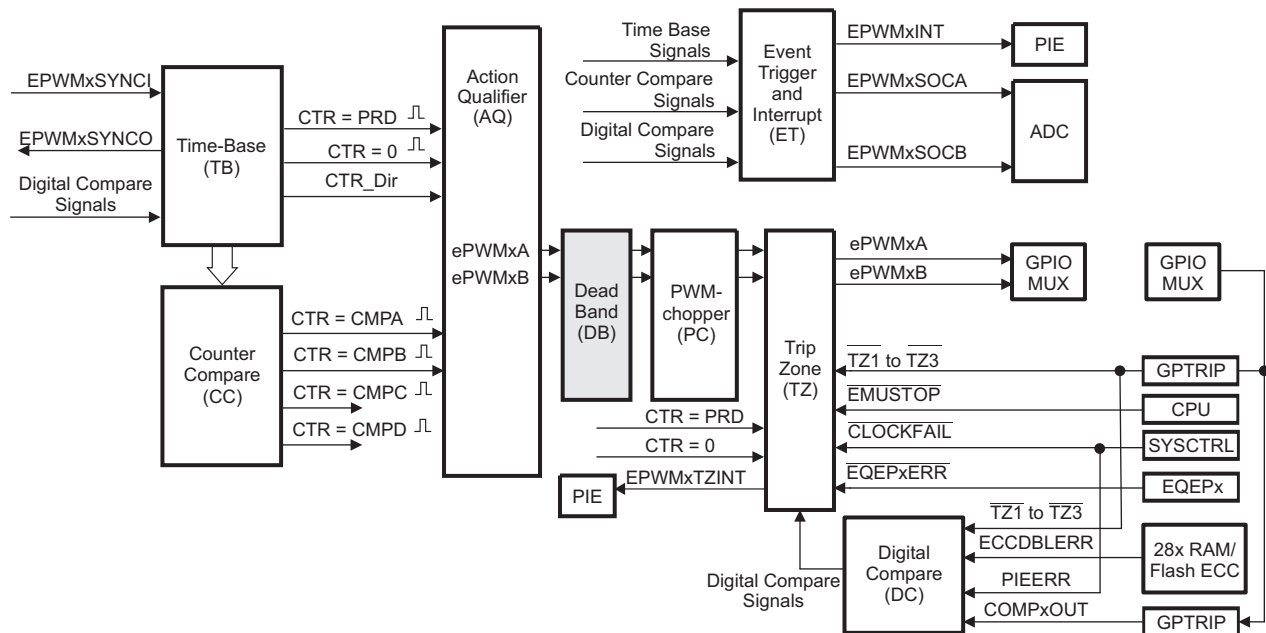 EPWMxSYNCI
EPWMxSYNCO
Digital Compare
Signals
Time-Base
(TB)
CTR = PRD
CTR = 0
CTR_Dir
Counter
Compare
(CC)
CTR = CMPA
CTR = CMPB
CTR = CMPC
CTR = CMPD
Action
Qualifier
(AQ)
ePWMxA
ePWMxB
Time Base
Signals
Counter Compare
Signals
Digital Compare
Signals
Event
Trigger
and
Interrupt
(ET)
EPWMxINT
EPWMxSOCA
EPWMxSOCB
PIE
ADC
Dead
Band
(DB)
PWM-
chopper
(PC)
Trip
Zone
(TZ)
CTR = PRD
CTR = 0
EPWMxTZINT
PIE
ePWMxA
ePWMxB
GPIO
MUX
GPIO
MUX
TZ1 to TZ3
GPTRIP
EMUSTOP
CPU
CLOCKFAIL
SYSCTRL
EQEPxERR
EQEPx
Digital Compare
Signals
Digital
Compare
(DC)
TZ1 to TZ3
ECCDBLERR
PIEERR
COMPxOUT
28x RAM/
Flash ECC
GPTRIP